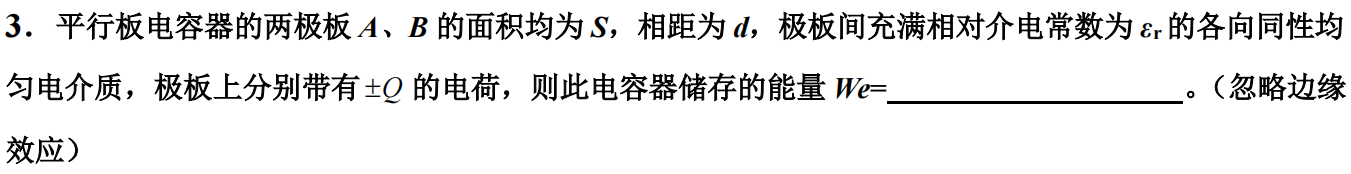 3．平行板电容器的两极板 A、B 的面积均为 S，相距为 d，极板间充满相对介电常数为 εr 的各向同性均
匀电介质，极板上分别带有 ±Q 的电荷，则此电容器储存的能量 We=____________________。（忽略边缘
效应）